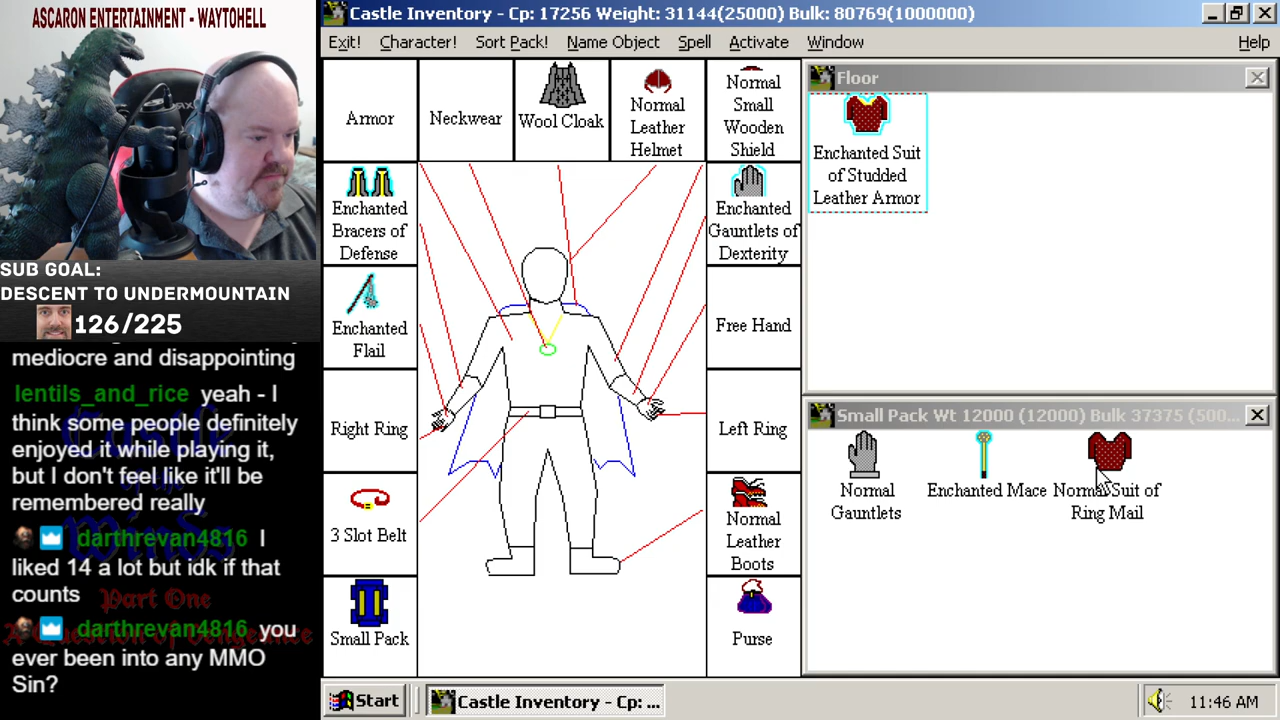 ASCARON ENTERTAINMENT - WAYTOHELL
SUB GOAL:
DESCENT TO UNDERMOUNTAIN
126/225
mediocre and disappointing
lentils_and_rice yeah - I
think some people definitely
enjoyed it while playing it,
but I don't feel like it'll be
remembered really
darthrevan4816 I
liked 14 a lot but idk if that
counts
darthrevan4816 you
ever been into any MMO
Sin?
Part One
Castle Inventory - Cp: 17256 Weight: 31144(25000) Bulk: 80769(1000000)
Exit! Character! Sort Pack! Name Object Spell Activate Window Help
Armor
Neckwear
Wool Cloak
Normal
Leather
Helmet
Normal
Small
Wooden
Shield
Enchanted
Bracers of
Defense
Enchanted
Gauntlets of
Dexterity
Enchanted
Flail
Free Hand
Right Ring
Left Ring
3 Slot Belt
Normal
Leather
Boots
Small Pack
Purse
Floor
Enchanted Suit
of Studded
Leather Armor
Small Pack Wt 12000 (12000) Bulk 37375 (500...
Normal
Gauntlets
Enchanted Mace
Normal Suit of
Ring Mail
Start
Castle Inventory - Cp: ...
11:46 AM